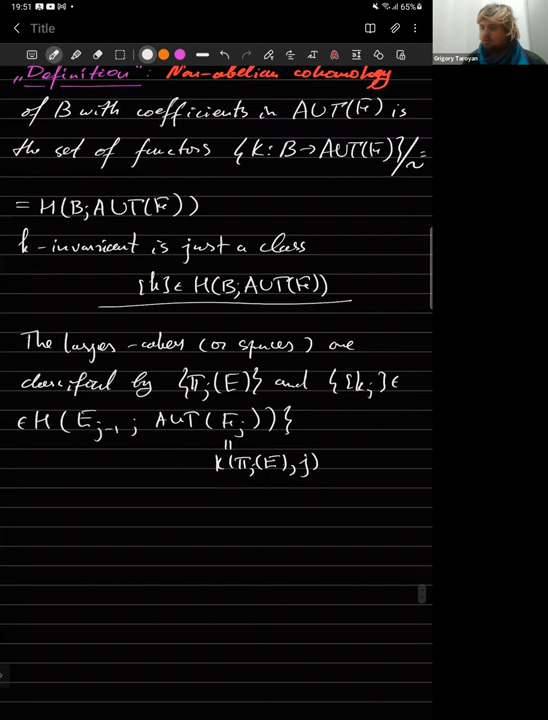 19:51
65%
Title
Grigory Taroyan
„Definition": Non-abelian cohomology
of B with coefficients in AUT(F) is
the set of functors {k: B → AUT(F)}/≃
= H(B; AUT(F))
k-invariant is just a class
[k] ∈ H(B; AUT(F))
The (or spaces) are
classified by {π_j(E)} and {[k_j] ∈
∈ H(E_{j-1}; AUT(F_j))}
=
K(π_j(E), j)